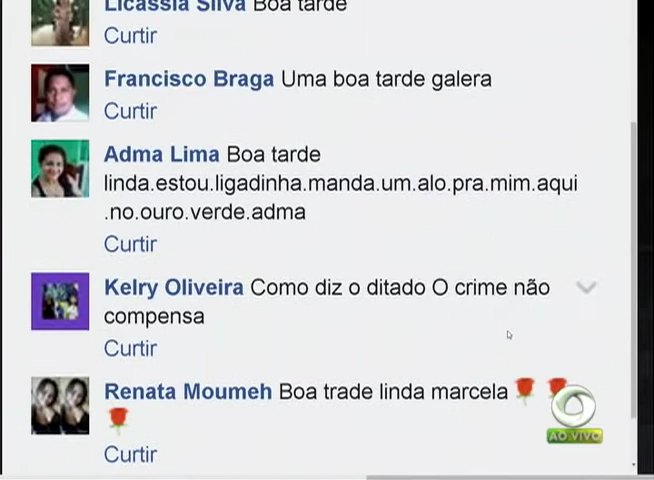 Licassia Silva Boa tarde
Curtir
Francisco Braga Uma boa tarde galera
Curtir
Adma Lima Boa tarde
linda.estou.ligadinha.manda.um.alo.pra.mim.aqui
.no.ouro.verde.adma
Curtir
Kelry Oliveira Como diz o ditado O crime não
compensa
Curtir
Renata Moumeh Boa trade linda marcela
Curtir
AO VIVO